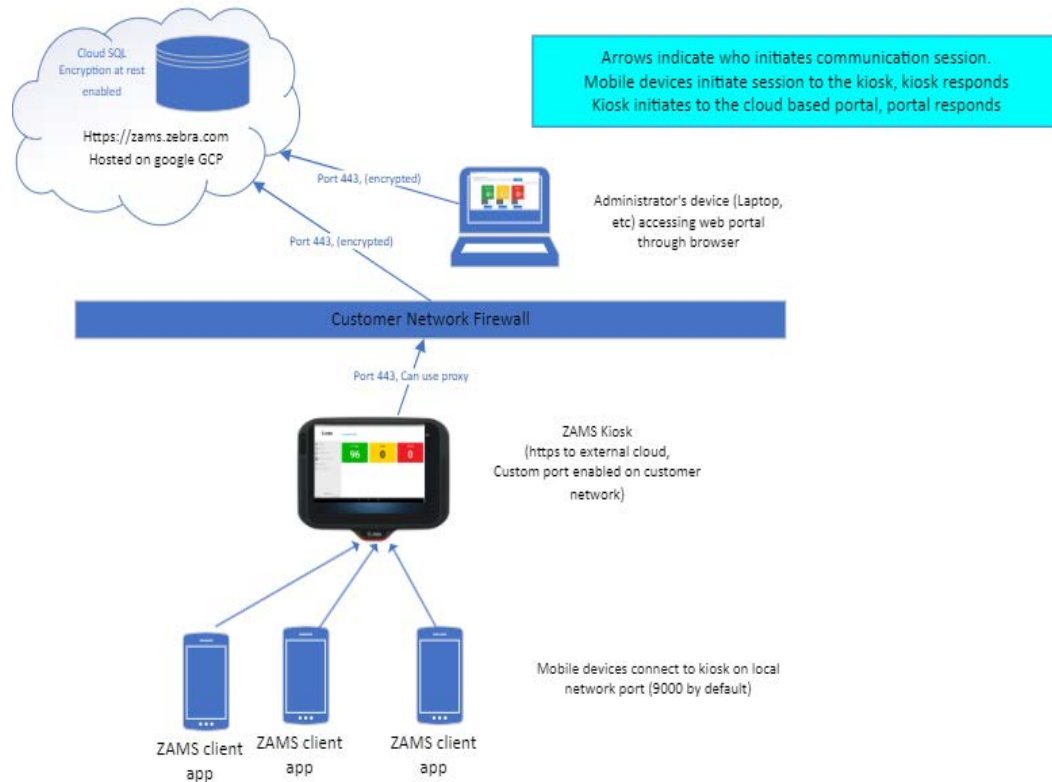 Cloud SQL
Encryption at rest
enabled
Https://zams.zebra.com
Hosted on google GCP
Arrows indicate who initiates communication session.
Mobile devices initiate session to the kiosk, kiosk responds
Kiosk initiates to the cloud based portal, portal responds
Port 443, (encrypted)
Administrator's device (Laptop,
etc) accessing web portal
through browser
Port 443, (encrypted)
Customer Network Firewall
Port 443, Can use proxy
96
0
0
ZAMS Kiosk
(https to external cloud,
Custom port enabled on customer
network)
Mobile devices connect to kiosk on local
network port (9000 by default)
ZAMS client
app
ZAMS client
app
ZAMS client
app